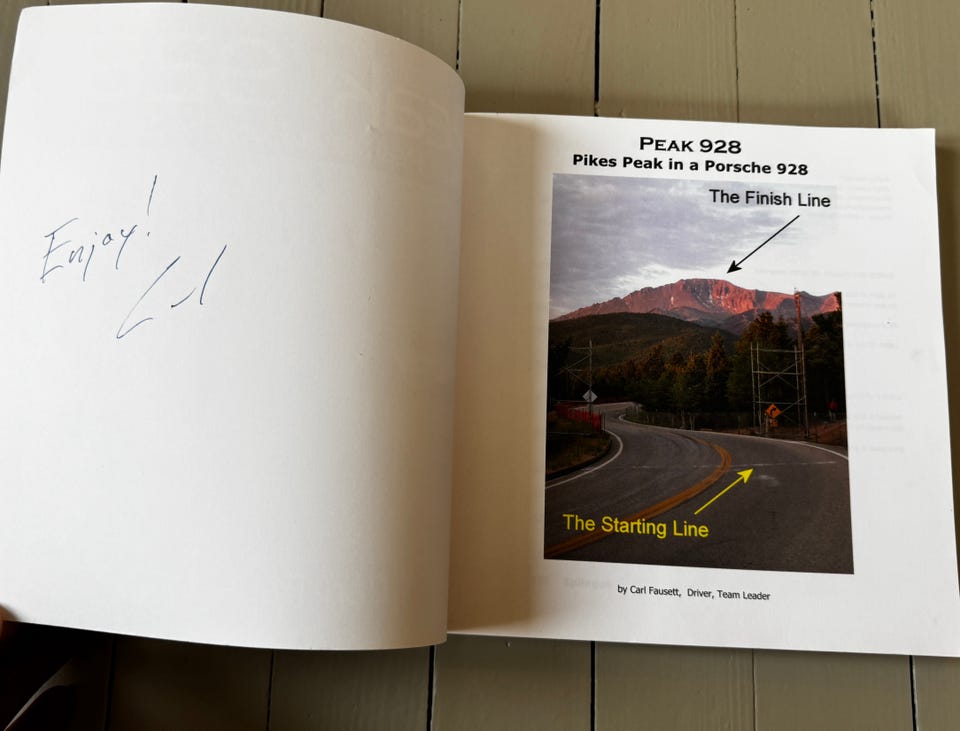 Enjoy!
Carl
PEAK 928
Pikes Peak in a Porsche 928
The Finish Line
The Starting Line
by Carl Fausett, Driver, Team Leader